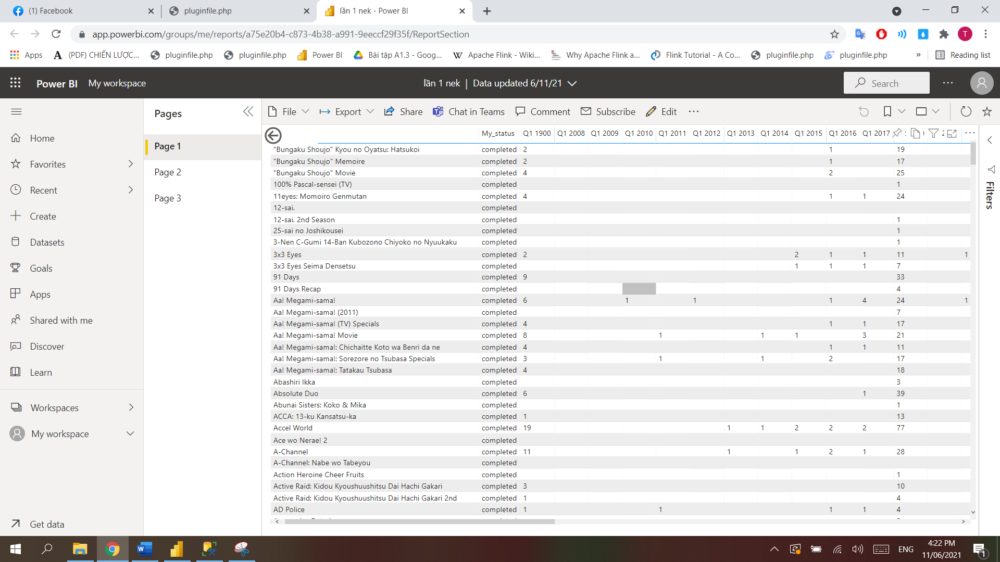 (1) Facebook
pluginfile.php
lần 1 nek - Power BI
app.powerbi.com/groups/me/reports/a75e20b4-c873-4b38-a991-9eeccf29f35f/ReportSection
T
Apps
(PDF) CHIẾN LƯỢC...
pluginfile.php
pluginfile.php
Power BI
Bài tập A1.3 - Goog...
Apache Flink - Wiki...
Why Apache Flink a...
Flink Tutorial - A Co...
pluginfile.php
pluginfile.php
»
Reading list
Power BI My workspace
lần 1 nek | Data updated 6/11/21
Search
Home
Favorites
Recent
Create
Datasets
Goals
Apps
Shared with me
Discover
Learn
Workspaces
My workspace
Get data
Pages
Page 1
Page 2
Page 3
File Export Share Chat in Teams Comment Subscribe Edit
My_status Q1 1900 Q1 2008 Q1 2009 Q1 2010 Q1 2011 Q1 2012 Q1 2013 Q1 2014 Q1 2015 Q1 2016 Q1 2017
"Bungaku Shoujo" Kyou no Oyatsu: Hatsukoi completed 2 1 19
"Bungaku Shoujo" Memoire completed 2 1 17
"Bungaku Shoujo" Movie completed 4 2 25
100% Pascal-sensei (TV) completed 1
11eyes: Momoiro Genmutan completed 4 1 1 24
12-sai. completed
12-sai. 2nd Season completed 1
25-sai no Joshikousei completed 1
3-Nen C-Gumi 14-Ban Kubozono Chiyoko no Nyuukaku completed 1
3x3 Eyes completed 2 2 1 1 11 1
3x3 Eyes Seima Densetsu completed 1 1 1 7
91 Days completed 9 33
91 Days Recap completed 4
Aa! Megami-sama! completed 6 1 1 1 4 24 1
Aa! Megami-sama! (2011) completed 7
Aa! Megami-sama! (TV) Specials completed 4 1 1 17
Aa! Megami-sama! Movie completed 8 1 1 1 3 21
Aa! Megami-sama!: Chichaitte Koto wa Benri da ne completed 4 1 1 11
Aa! Megami-sama!: Sorezore no Tsubasa Specials completed 3 1 1 2 17
Aa! Megami-sama!: Tatakau Tsubasa completed 4 18
Abashiri Ikka completed 3
Absolute Duo completed 6 1 39
Abunai Sisters: Koko & Mika completed 1
ACCA: 13-ku Kansatsu-ka completed 1 13
Accel World completed 19 1 1 2 2 2 77
Ace wo Nerae! 2 completed
A-Channel completed 11 1 1 2 1 28
A-Channel: Nabe wo Tabeyou completed
Action Heroine Cheer Fruits completed 1
Active Raid: Kidou Kyoushuushitsu Dai Hachi Gakari completed 3 10
Active Raid: Kidou Kyoushuushitsu Dai Hachi Gakari 2nd completed 1 4
AD Police completed 1 1 1 1 4
Filters
ENG
4:22 PM
11/06/2021
1